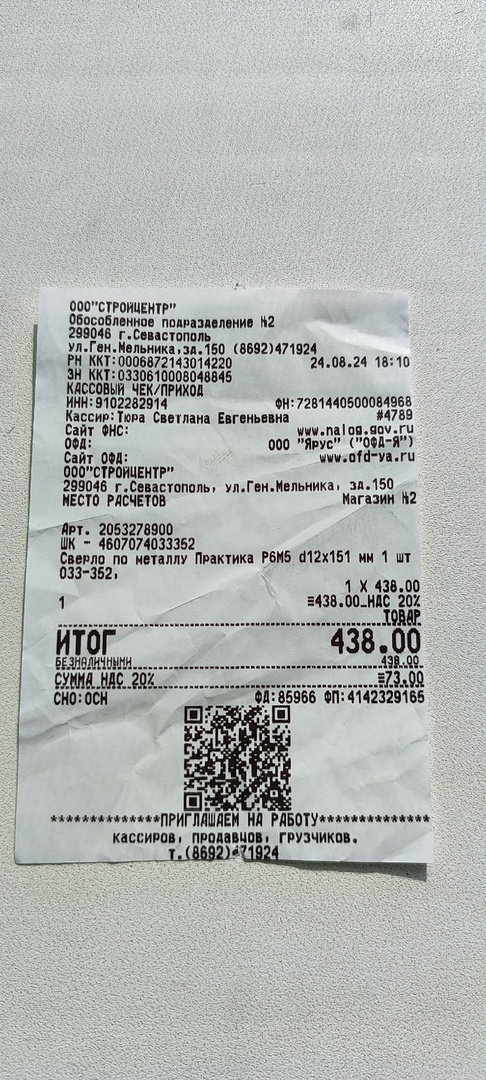 ООО"СТРОЙЦЕНТР"
Обособленное подразделение №2
299046 г.Севастополь
ул.Ген.Мельника,зд.150 (8692)471924
РН ККТ:0006872143014220 24.08.24 18:10
ЗН ККТ:0330610008048845
КАССОВЫЙ ЧЕК/ПРИХОД
ИНН:9102282914 ФН:7281440500084968
Кассир:Тюра Светлана Евгеньевна #4789
Сайт ФНС: www.nalog.gov.ru
ОФД: ООО "Ярус" ("ОФД-Я")
Сайт ОФД: www.ofd-ya.ru
ООО"СТРОЙЦЕНТР"
299046 г.Севастополь, ул.Ген.Мельника, зд.150
МЕСТО РАСЧЕТОВ Магазин №2
Арт. 2053278900
ШК - 4607074033352
Сверло по металлу Практика Р6М5 d12х151 мм 1 шт
033-352,
1 X 438.00
1 ≡438.00_НДС 20%
ТОВАР
ИТОГ 438.00
БЕЗНАЛИЧНЫМИ 438.00
СУММА НДС 20% ≡73.00
СНО:ОСН ФД:85966 ФП:4142329165
**************ПРИГЛАШАЕМ НА РАБОТУ**************
кассиров, продавцов, грузчиков.
т.(8692)471924